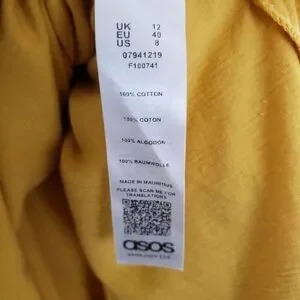 UK 12
EU 40
US 8
07941219
F100741
100% COTTON
100% COTON
100% ALGODON
100% BAUMWOLLE
MADE IN MAURITIUS
PLEASE SCAN ME FOR
TRANSLATIONS
asos